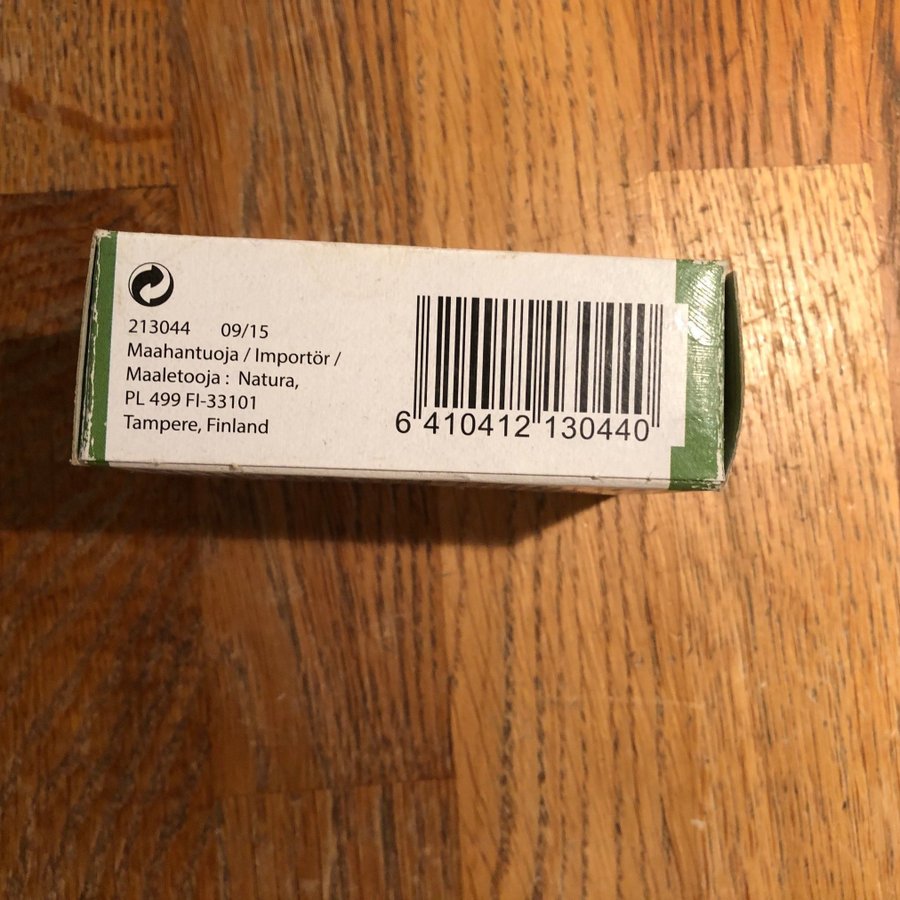 213044 09/15
Maahantuoja / Importör /
Maaletooja : Natura,
PL 499 FI-33101
Tampere, Finland
6 410412 130440